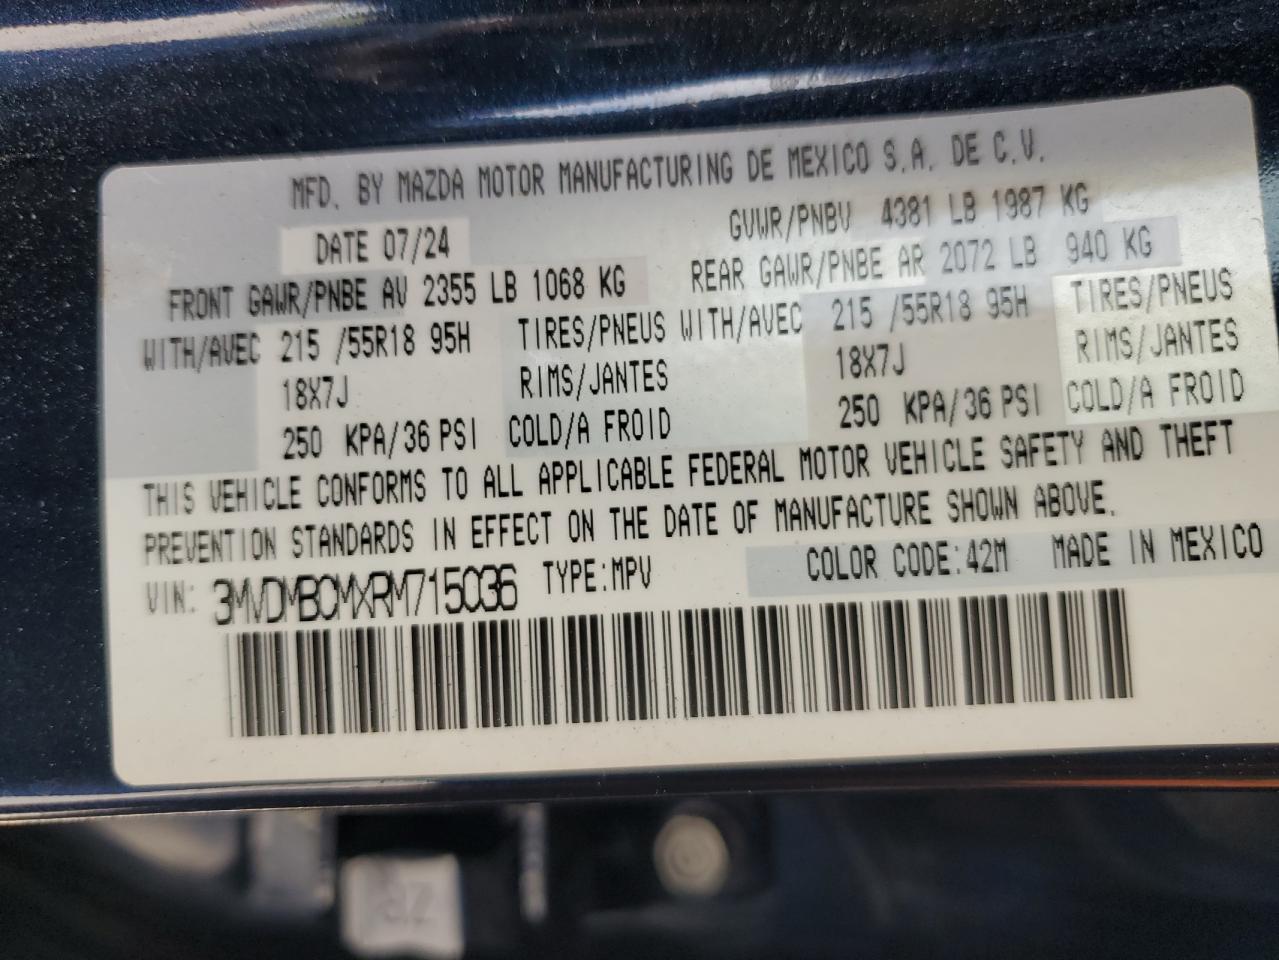 MFD. BY MAZDA MOTOR MANUFACTURING DE MEXICO S.A. DE C.V.
DATE 07/24 GVWR/PNBV 4381 LB 1987 KG
FRONT GAWR/PNBE AV 2355 LB 1068 KG REAR GAWR/PNBE AR 2072 LB 940 KG
WITH/AVEC 215 /55R18 95H TIRES/PNEUS WITH/AVEC 215 /55R18 95H TIRES/PNEUS
18X7J RIMS/JANTES 18X7J RIMS/JANTES
250 KPA/36 PSI COLD/A FROID 250 KPA/36 PSI COLD/A FROID
THIS VEHICLE CONFORMS TO ALL APPLICABLE FEDERAL MOTOR VEHICLE SAFETY AND THEFT
PREVENTION STANDARDS IN EFFECT ON THE DATE OF MANUFACTURE SHOWN ABOVE.
VIN: 3MVDMBCMXRM715036 TYPE:MPV COLOR CODE:42M MADE IN MEXICO